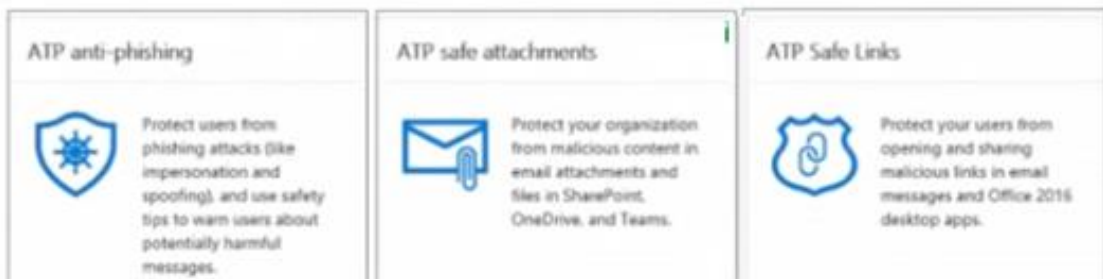 ATP anti-phishing
Protect users from
phishing attacks (like
impersonation and
spoofing), and use safety
tips to warn users about
potentially harmful
messages.
ATP safe attachments
Protect your organization
from malicious content in
email attachments and
files in SharePoint,
OneDrive, and Teams.
ATP Safe Links
Protect your users from
opening and sharing
malicious links in email
messages and Office 2016
desktop apps.